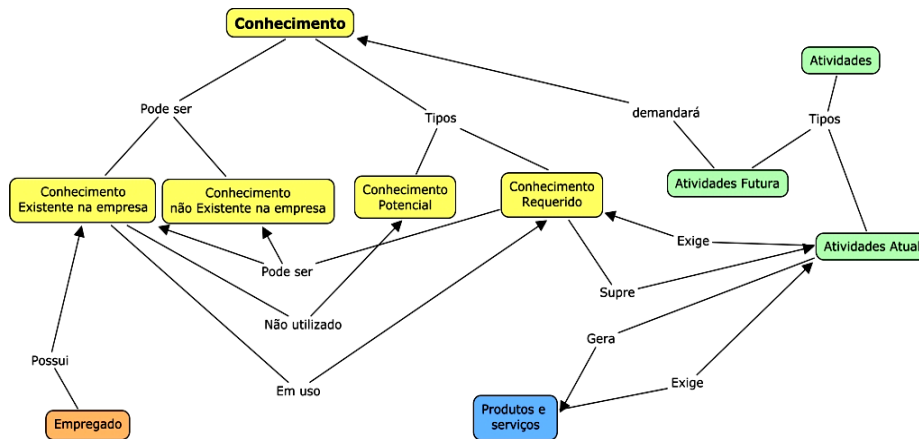 Conhecimento
Atividades
Pode ser
demandará
Tipos
Tipos
Conhecimento
Existente na empresa
Conhecimento
não Existente na empresa
Conhecimento
Potencial
Conhecimento
Requerido
Atividades Futura
Exige
Atividades Atual
Pode ser
Supre
Não utilizado
Gera
Possui
Em uso
Exige
Empregado
Produtos e
serviços